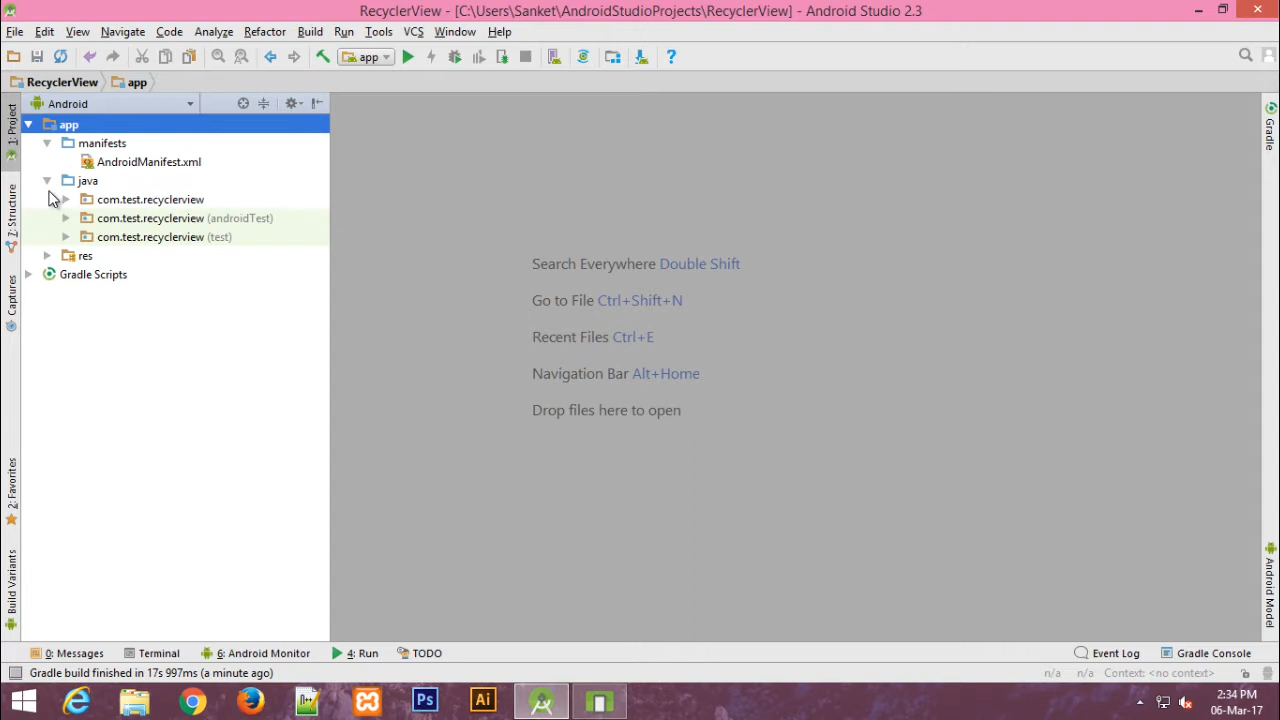 RecyclerView - [C:\Users\Sanket\AndroidStudioProjects\RecyclerView] - Android Studio 2.3
File Edit View Navigate Code Analyze Refactor Build Run Tools VCS Window Help
app
RecyclerView app
Android
app
manifests
AndroidManifest.xml
java
com.test.recyclerview
com.test.recyclerview (androidTest)
com.test.recyclerview (test)
res
Gradle Scripts
1: Project
7: Structure
Captures
2: Favorites
Build Variants
Search Everywhere Double Shift
Go to File Ctrl+Shift+N
Recent Files Ctrl+E
Navigation Bar Alt+Home
Drop files here to open
Gradle
Android Model
0: Messages Terminal 6: Android Monitor 4: Run TODO Event Log Gradle Console
Gradle build finished in 17s 997ms (a minute ago) n/a n/a Context: <no context>
Ps Ai
2:34 PM
06-Mar-17